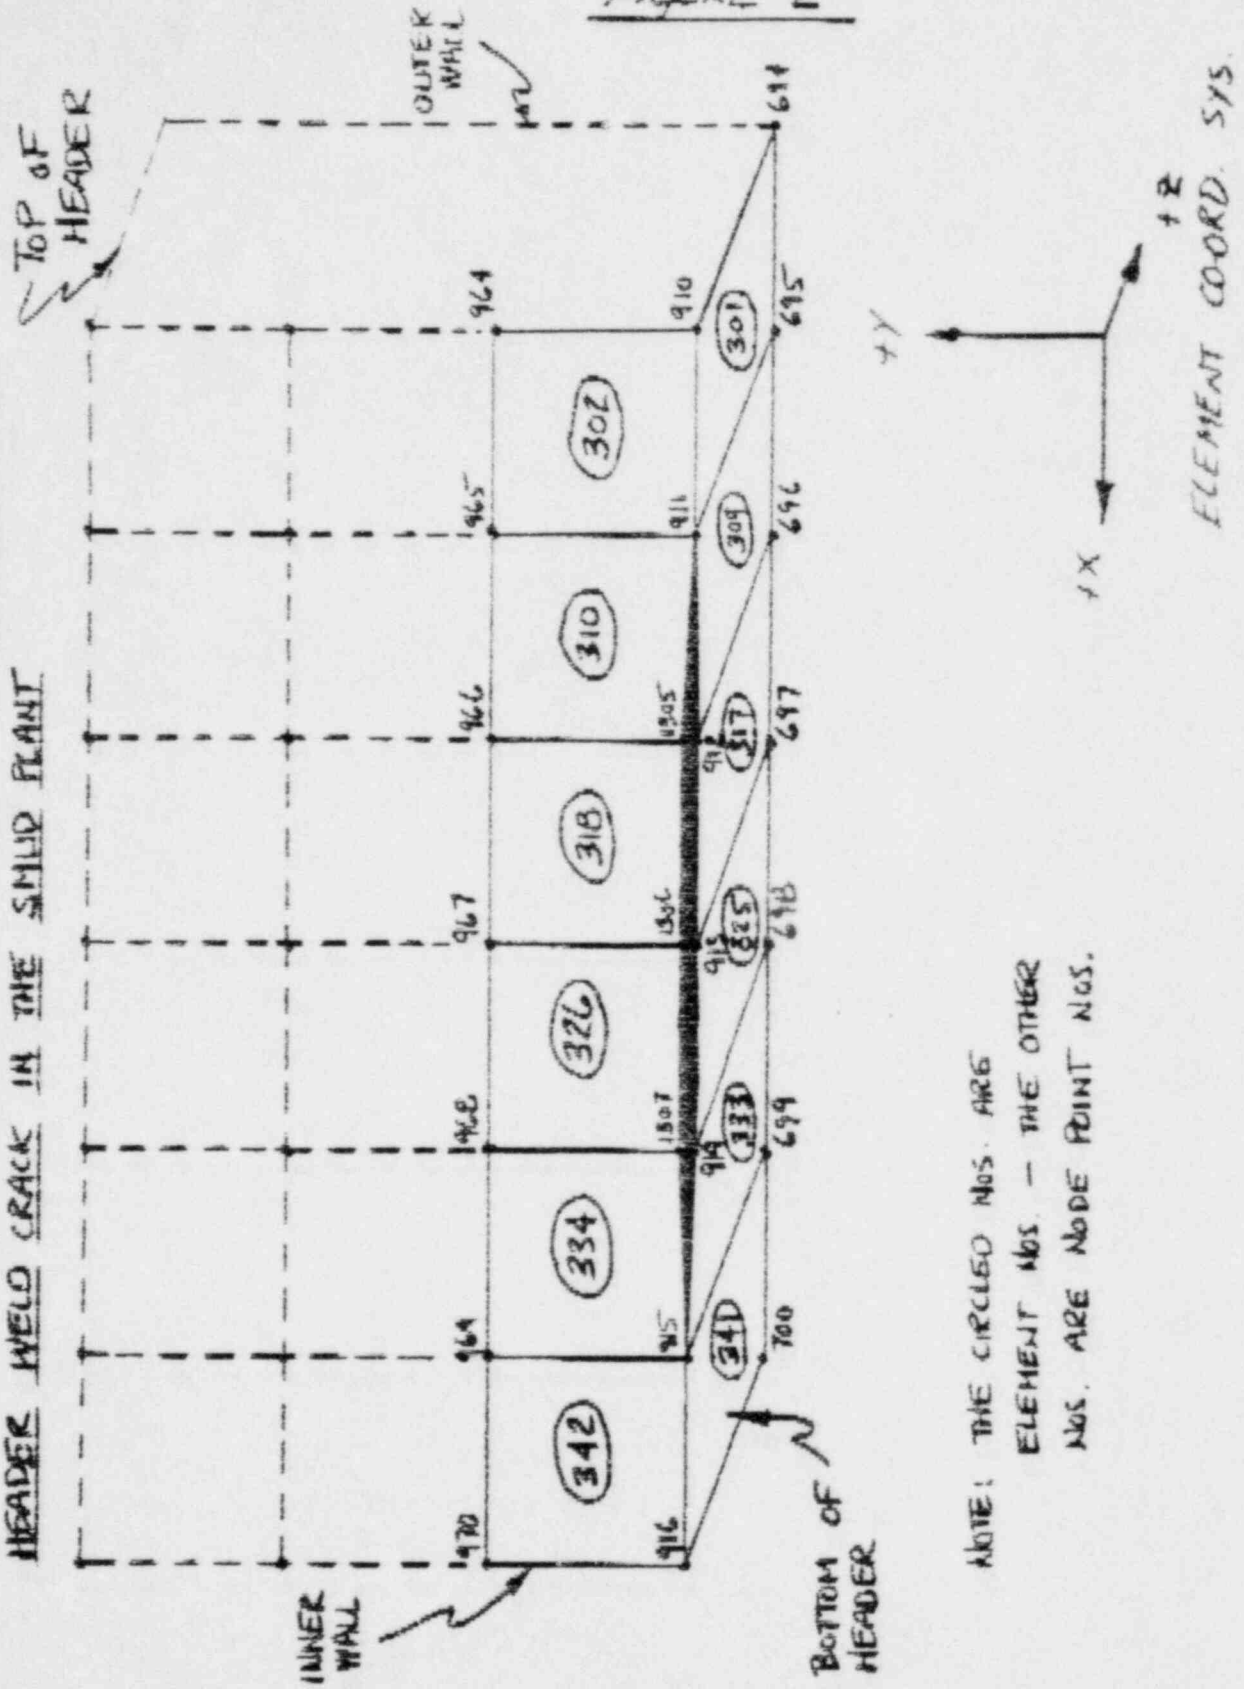 HEADER WELD CRACK IN THE SMUD PLANT
TOP OF
HEADER
OUTER
WALL
INNER
WALL
970
969
968
967
966
965
964
342
334
326
318
310
302
916
915
914
1307
913
1306
912
1305
911
910
341
333
325
317
309
301
700
699
698
697
696
695
694
BOTTOM OF
HEADER
NOTE: THE CIRCLED NOS. ARE
ELEMENT NOS. - THE OTHER
NOS. ARE NODE POINT NOS.
+Y
+X
+Z
ELEMENT COORD. SYS.